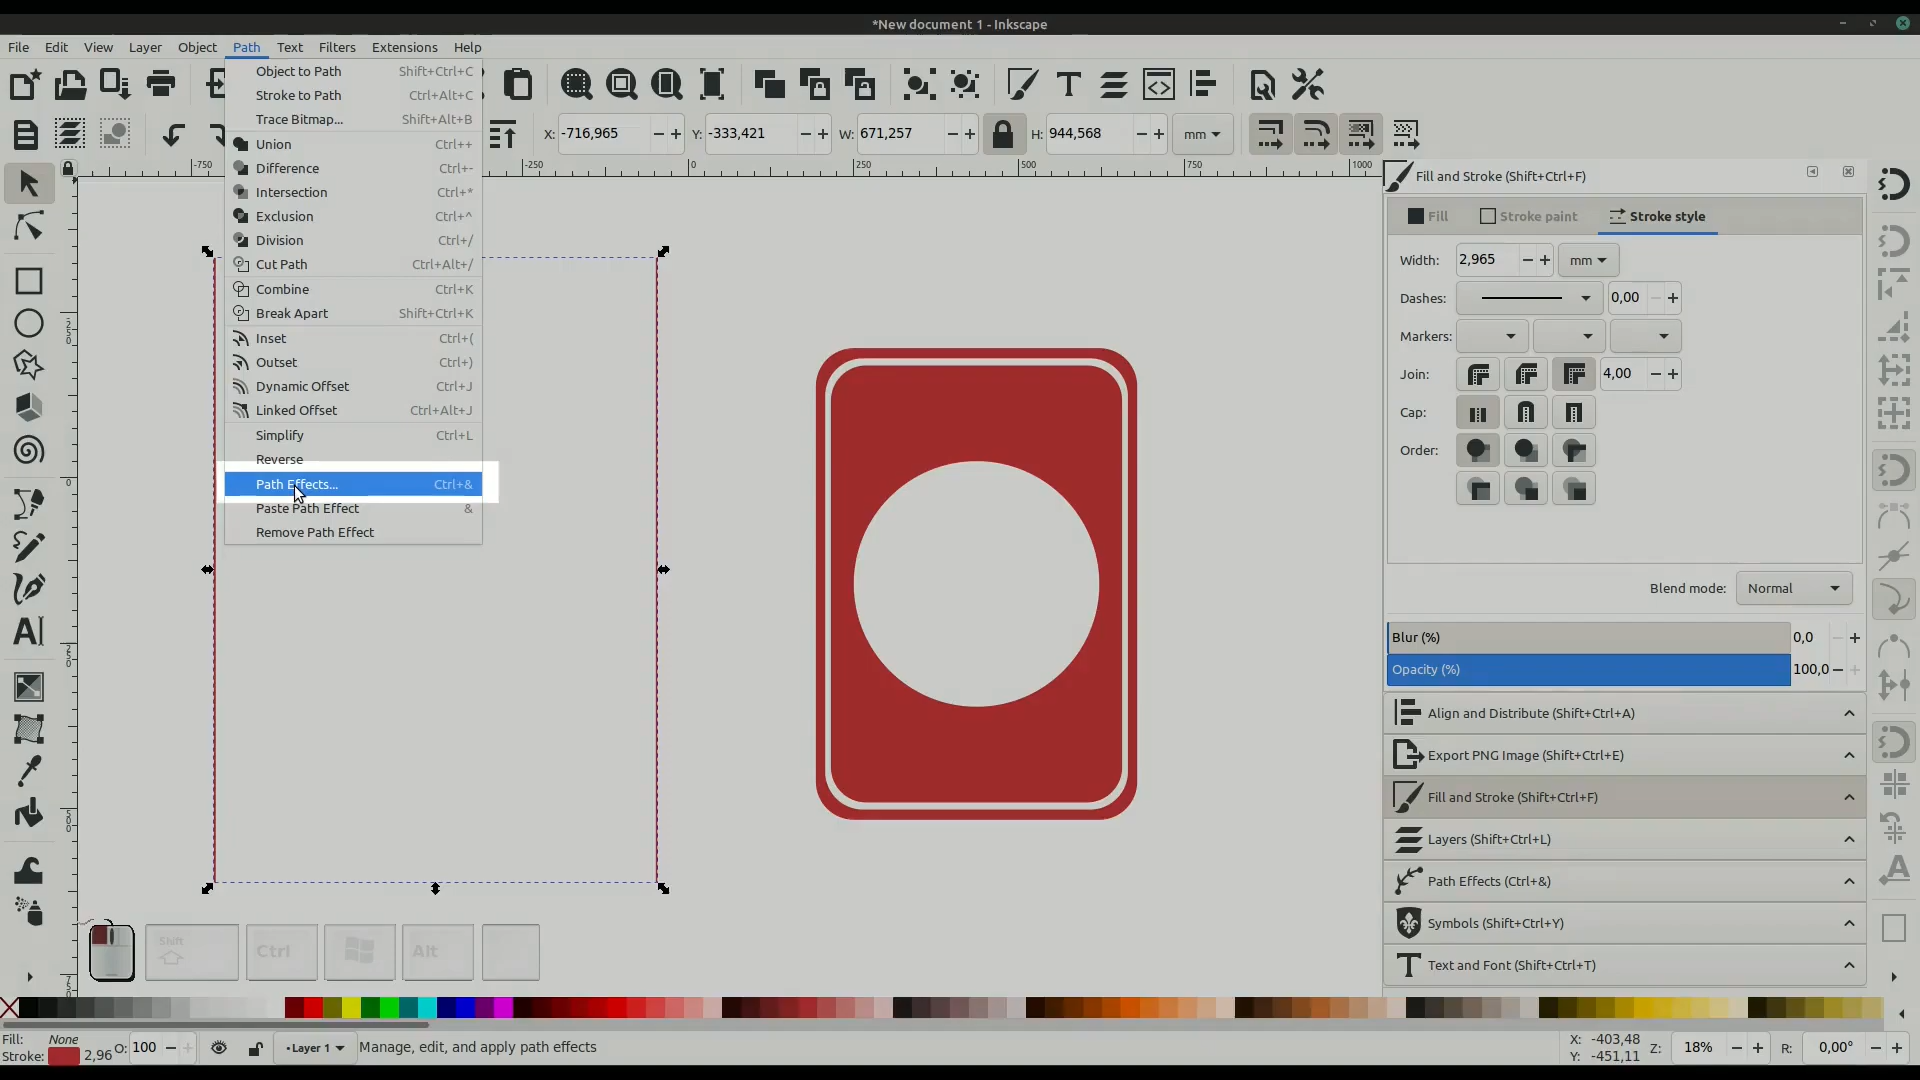 *New document 1 - Inkscape
File Edit View Layer Object Path Text Filters Extensions Help
Object to Path Shift+Ctrl+C
Stroke to Path Ctrl+Alt+C
Trace Bitmap... Shift+Alt+B
Union Ctrl++
Difference Ctrl+-
Intersection Ctrl+*
Exclusion Ctrl+^
Division Ctrl+/
Cut Path Ctrl+Alt+/
Combine Ctrl+K
Break Apart Shift+Ctrl+K
Inset Ctrl+(
Outset Ctrl+)
Dynamic Offset Ctrl+J
Linked Offset Ctrl+Alt+J
Simplify Ctrl+L
Reverse
Path Effects... Ctrl+&
Paste Path Effect &
Remove Path Effect
X: -716,965 Y: -333,421 W: 671,257 H: 944,568 mm
-750 -250 0 250 500 750 1000
250
0
250
500
Fill and Stroke (Shift+Ctrl+F)
Fill Stroke paint Stroke style
Width: 2,965 mm
Dashes: 0,00
Markers:
Join: 4,00
Cap:
Order:
Blend mode: Normal
Blur (%) 0,0
Opacity (%) 100,0
Align and Distribute (Shift+Ctrl+A)
Export PNG Image (Shift+Ctrl+E)
Fill and Stroke (Shift+Ctrl+F)
Layers (Shift+Ctrl+L)
Path Effects (Ctrl+&)
Symbols (Shift+Ctrl+Y)
Text and Font (Shift+Ctrl+T)
Shift Ctrl Alt
Fill: None
Stroke: 2,96 O: 100 •Layer 1 Manage, edit, and apply path effects
X: -403,48
Y: -451,11
Z: 18% R: 0,00°